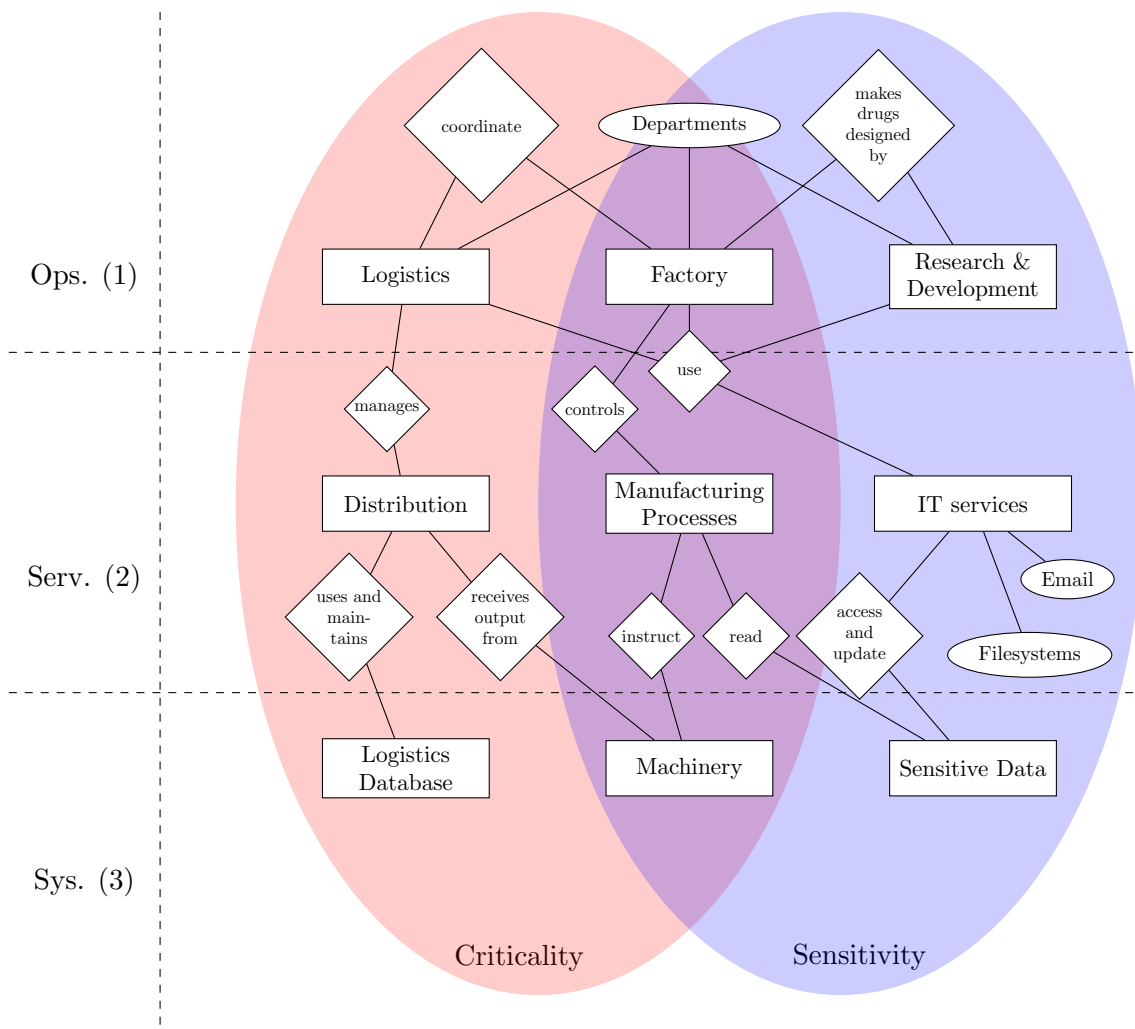 coordinate
Departments
makes
drugs
designed
by
Ops. (1)
Logistics
Factory
Research &
Development
manages
controls
use
Distribution
Manufacturing
Processes
IT services
Serv. (2)
uses and
main-
tains
receives
output
from
instruct
read
access
and
update
Email
Filesystems
Logistics
Database
Machinery
Sensitive Data
Sys. (3)
Criticality
Sensitivity